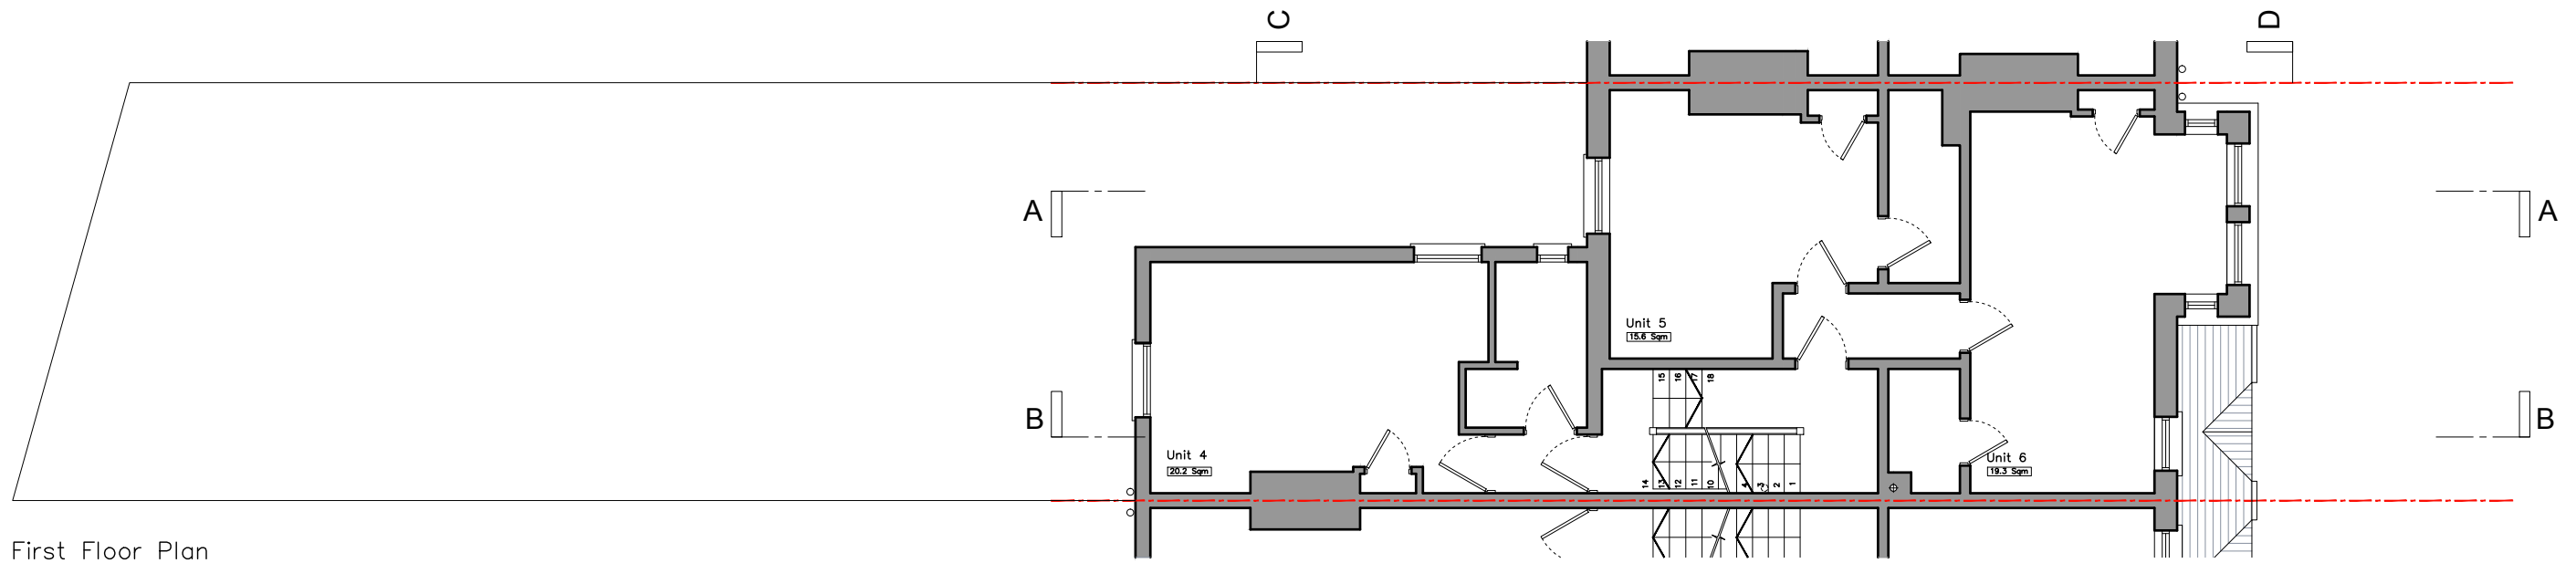 C
D
A
A
Unit 5
15.6 Sqm
15
16
17
18
B
B
Unit 4
20.2 Sqm
Unit 6
19.3 Sqm
14
13
12
11
10
4
3
2
1
First Floor Plan